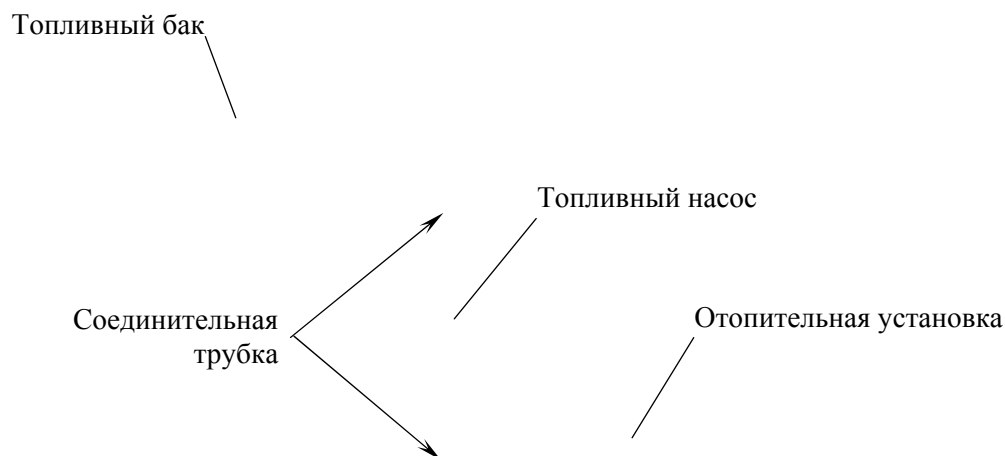 Топливный бак
Топливный насос
Соединительная
трубка
Отопительная установка